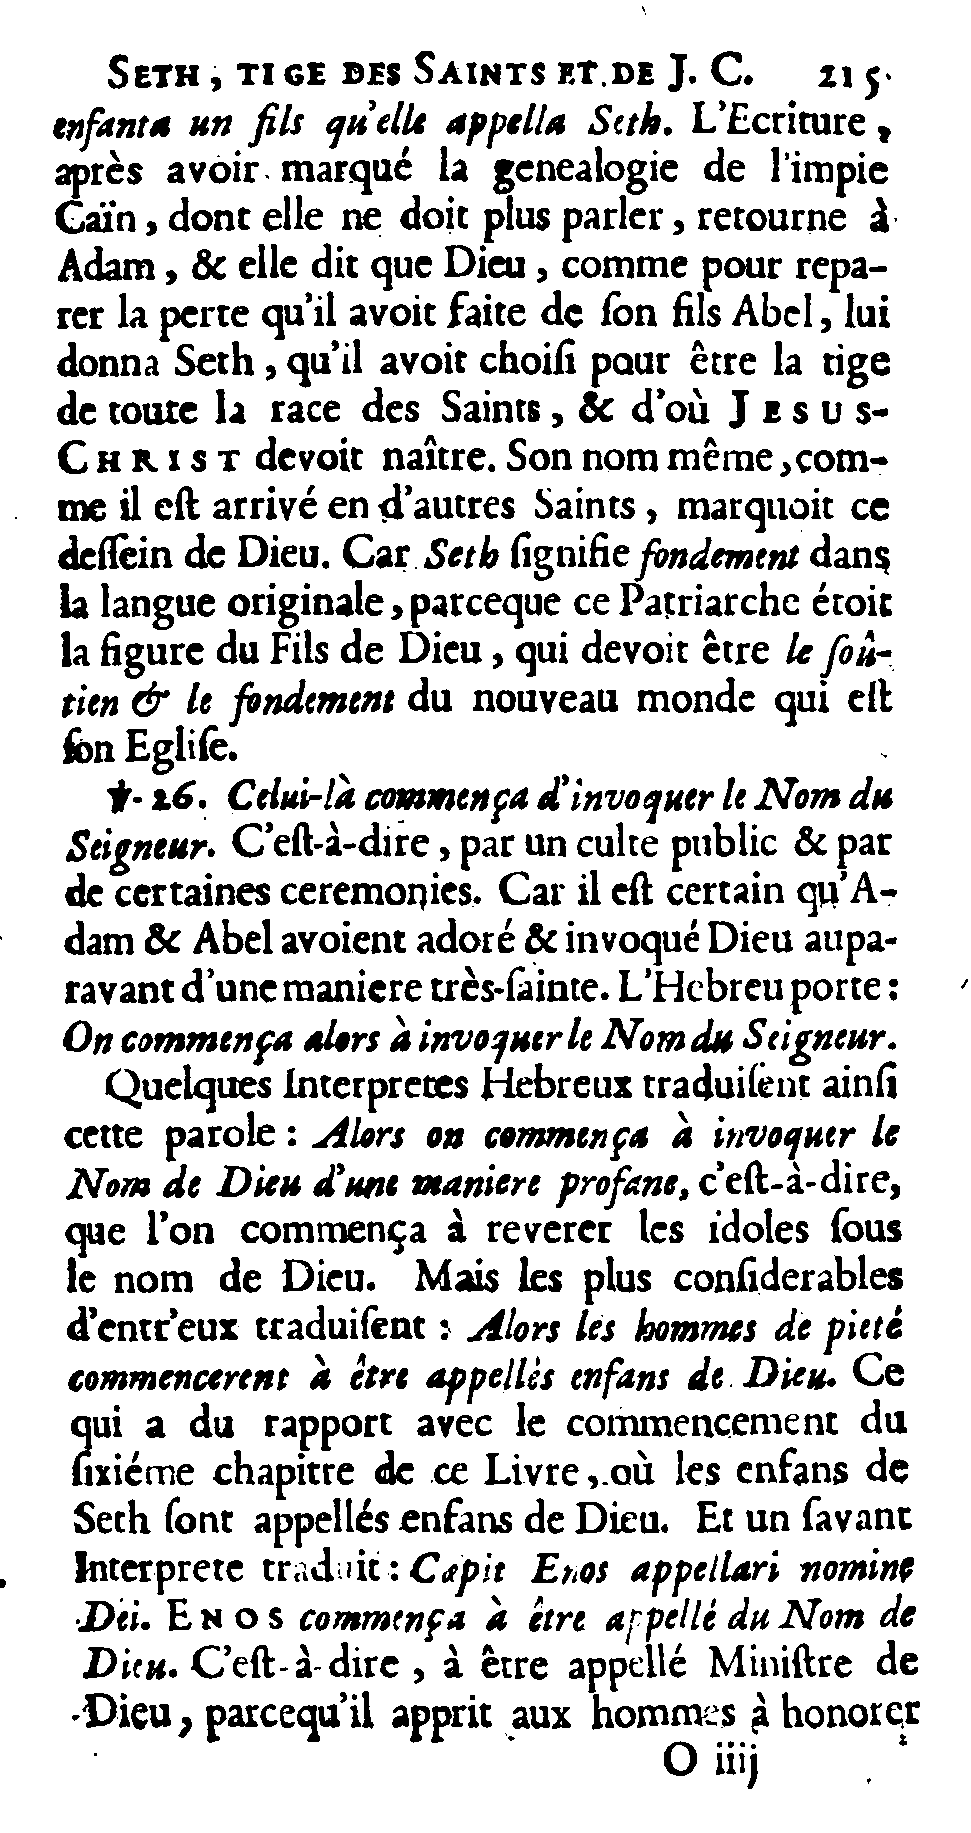 SETH, TIGE DES SAINTS ET DE J. C. 215.
enfanta un fils qu'elle appella Seth. L'Ecriture,
après avoir marqué la genealogie de l'impie
Caïn, dont elle ne doit plus parler, retourne à
Adam, & elle dit que Dieu, comme pour repa-
rer la perte qu'il avoit faite de ſon fils Abel, lui
donna Seth, qu'il avoit choiſi pour être la tige
de toute la race des Saints, & d'où JESUS-
CHRIST devoit naître. Son nom même, com-
me il eſt arrivé en d'autres Saints, marquoit ce
deſſein de Dieu. Car Seth ſignifie fondement dans
la langue originale, parceque ce Patriarche étoit
la figure du Fils de Dieu, qui devoit être le ſoû-
tien & le fondement du nouveau monde qui eſt
ſon Egliſe.
℣. 26. Celui-là commença d'invoquer le Nom du
Seigneur. C'eſt-à-dire, par un culte public & par
de certaines ceremonies. Car il eſt certain qu'A-
dam & Abel avoient adoré & invoqué Dieu aupa-
ravant d'une maniere très-ſainte. L'Hebreu porte :
On commença alors à invoquer le Nom du Seigneur.
Quelques Interpretes Hebreux traduiſent ainſi
cette parole : Alors on commença à invoquer le
Nom de Dieu d'une maniere profane, c'eſt-à-dire,
que l'on commença à reverer les idoles ſous
le nom de Dieu. Mais les plus conſiderables
d'entr'eux traduiſent : Alors les hommes de pieté
commencerent à être appellés enfans de Dieu. Ce
qui a du rapport avec le commencement du
ſixiéme chapitre de ce Livre, où les enfans de
Seth ſont appellés enfans de Dieu. Et un ſavant
Interprete traduit : Cœpit Enos appellari nomine
Dei. ENOS commença à être appellé du Nom de
Dieu. C'eſt-à-dire, à être appellé Miniſtre de
Dieu, parcequ'il apprit aux hommes à honorer
O iiij